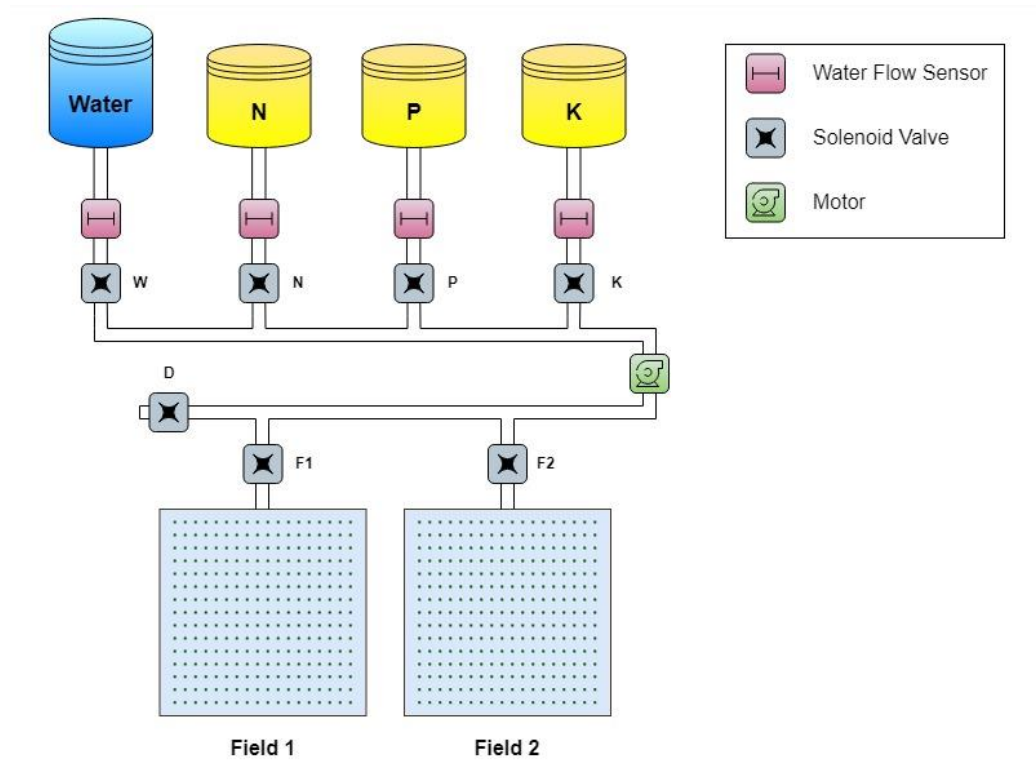 Water
N
P
K
Water Flow Sensor
Solenoid Valve
Motor
W
N
P
K
D
F1
F2
Field 1
Field 2